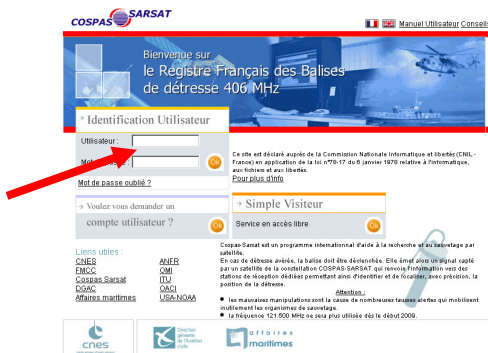 COSPAS SARSAT
Manuel Utilisateur Conseils
Bienvenue sur
le Registre Français des Balises
de détresse 406 MHz
Identification Utilisateur
Utilisateur :
Ok
Mot de passe oublié ?
Ce site est déclaré auprès de la Commission Nationale Informatique et libertés (CNIL -
France) en application de la loi n°78-17 du 6 janvier 1978 relative à l'informatique,
aux fichiers et aux libertés.
Pour plus d'info
Voulez vous demander un
compte utilisateur ?
Ok
Simple Visiteur
Service en accès libre
Ok
Liens utiles :
CNES
FMCC
Cospas Sarsat
DGAC
Affaires maritimes
ANFR
OMI
ITU
OACI
USA-NOAA
Cospas-Sarsat est un programme international d'aide à la recherche et au sauvetage par
satellite.
En cas de détresse avérée, la balise doit être déclenchée. Elle émet alors un signal capté
par un satellite de la constellation COSPAS-SARSAT qui renvoie l'information vers des
stations de réception dédiées permettant ainsi d'identifier et de localiser, avec précision, la
position de la détresse.
Attention :
● les mauvaises manipulations sont la cause de nombreuses fausses alertes qui mobilisent
inutilement les organismes de sauvetage.
● la fréquence 121.500 MHz ne sera plus utilisée dès le début 2009.
cnes
Direction
générale
de l'Aviation
civile
affaires
maritimes